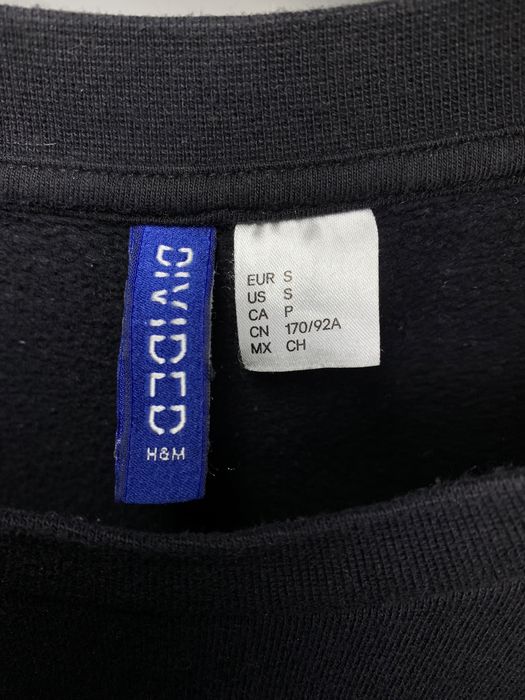 DIVIDED
H&M
EUR S
US S
CA P
CN 170/92A
MX CH